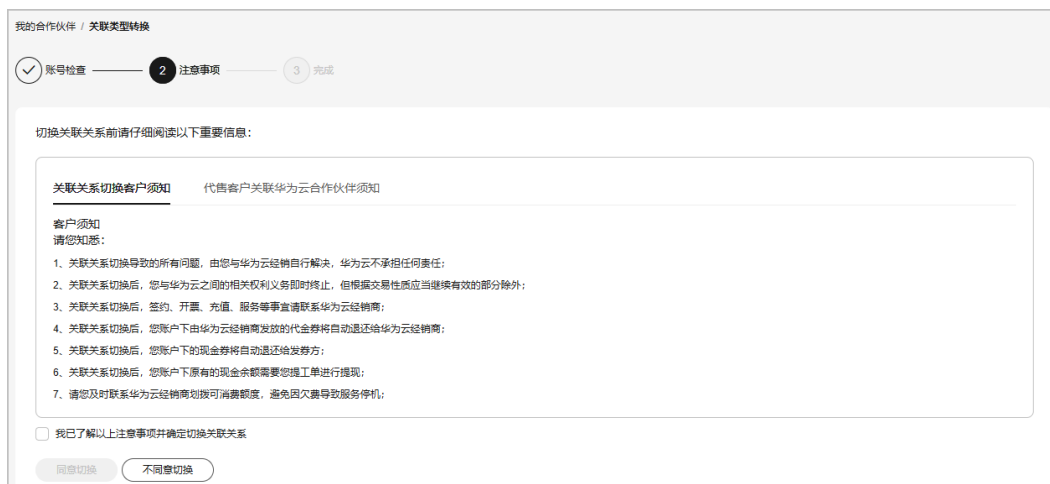 我的合作伙伴 / 关联类型转换
账号检查 2 注意事项 3 完成
切换关联关系前请仔细阅读以下重要信息：
关联关系切换客户须知 代售客户关联华为云合作伙伴须知
客户须知
请您知悉：
1、关联关系切换导致的所有问题，由您与华为云经销自行解决，华为云不承担任何责任；
2、关联关系切换后，您与华为云之间的相关权利义务即时终止，但根据交易性质应当继续有效的部分除外；
3、关联关系切换后，签约、开票、充值、服务等事宜请联系华为云经销商；
4、关联关系切换后，您账户下由华为云经销商发放的代金券将自动退还给华为云经销商；
5、关联关系切换后，您账户下的现金券将自动退还给发券方；
6、关联关系切换后，您账户下原有的现金余额需要您提工单进行提现；
7、请您及时联系华为云经销商划拨可消费额度，避免因欠费导致服务停机；
我已了解以上注意事项并确定切换关联关系
同意切换 不同意切换